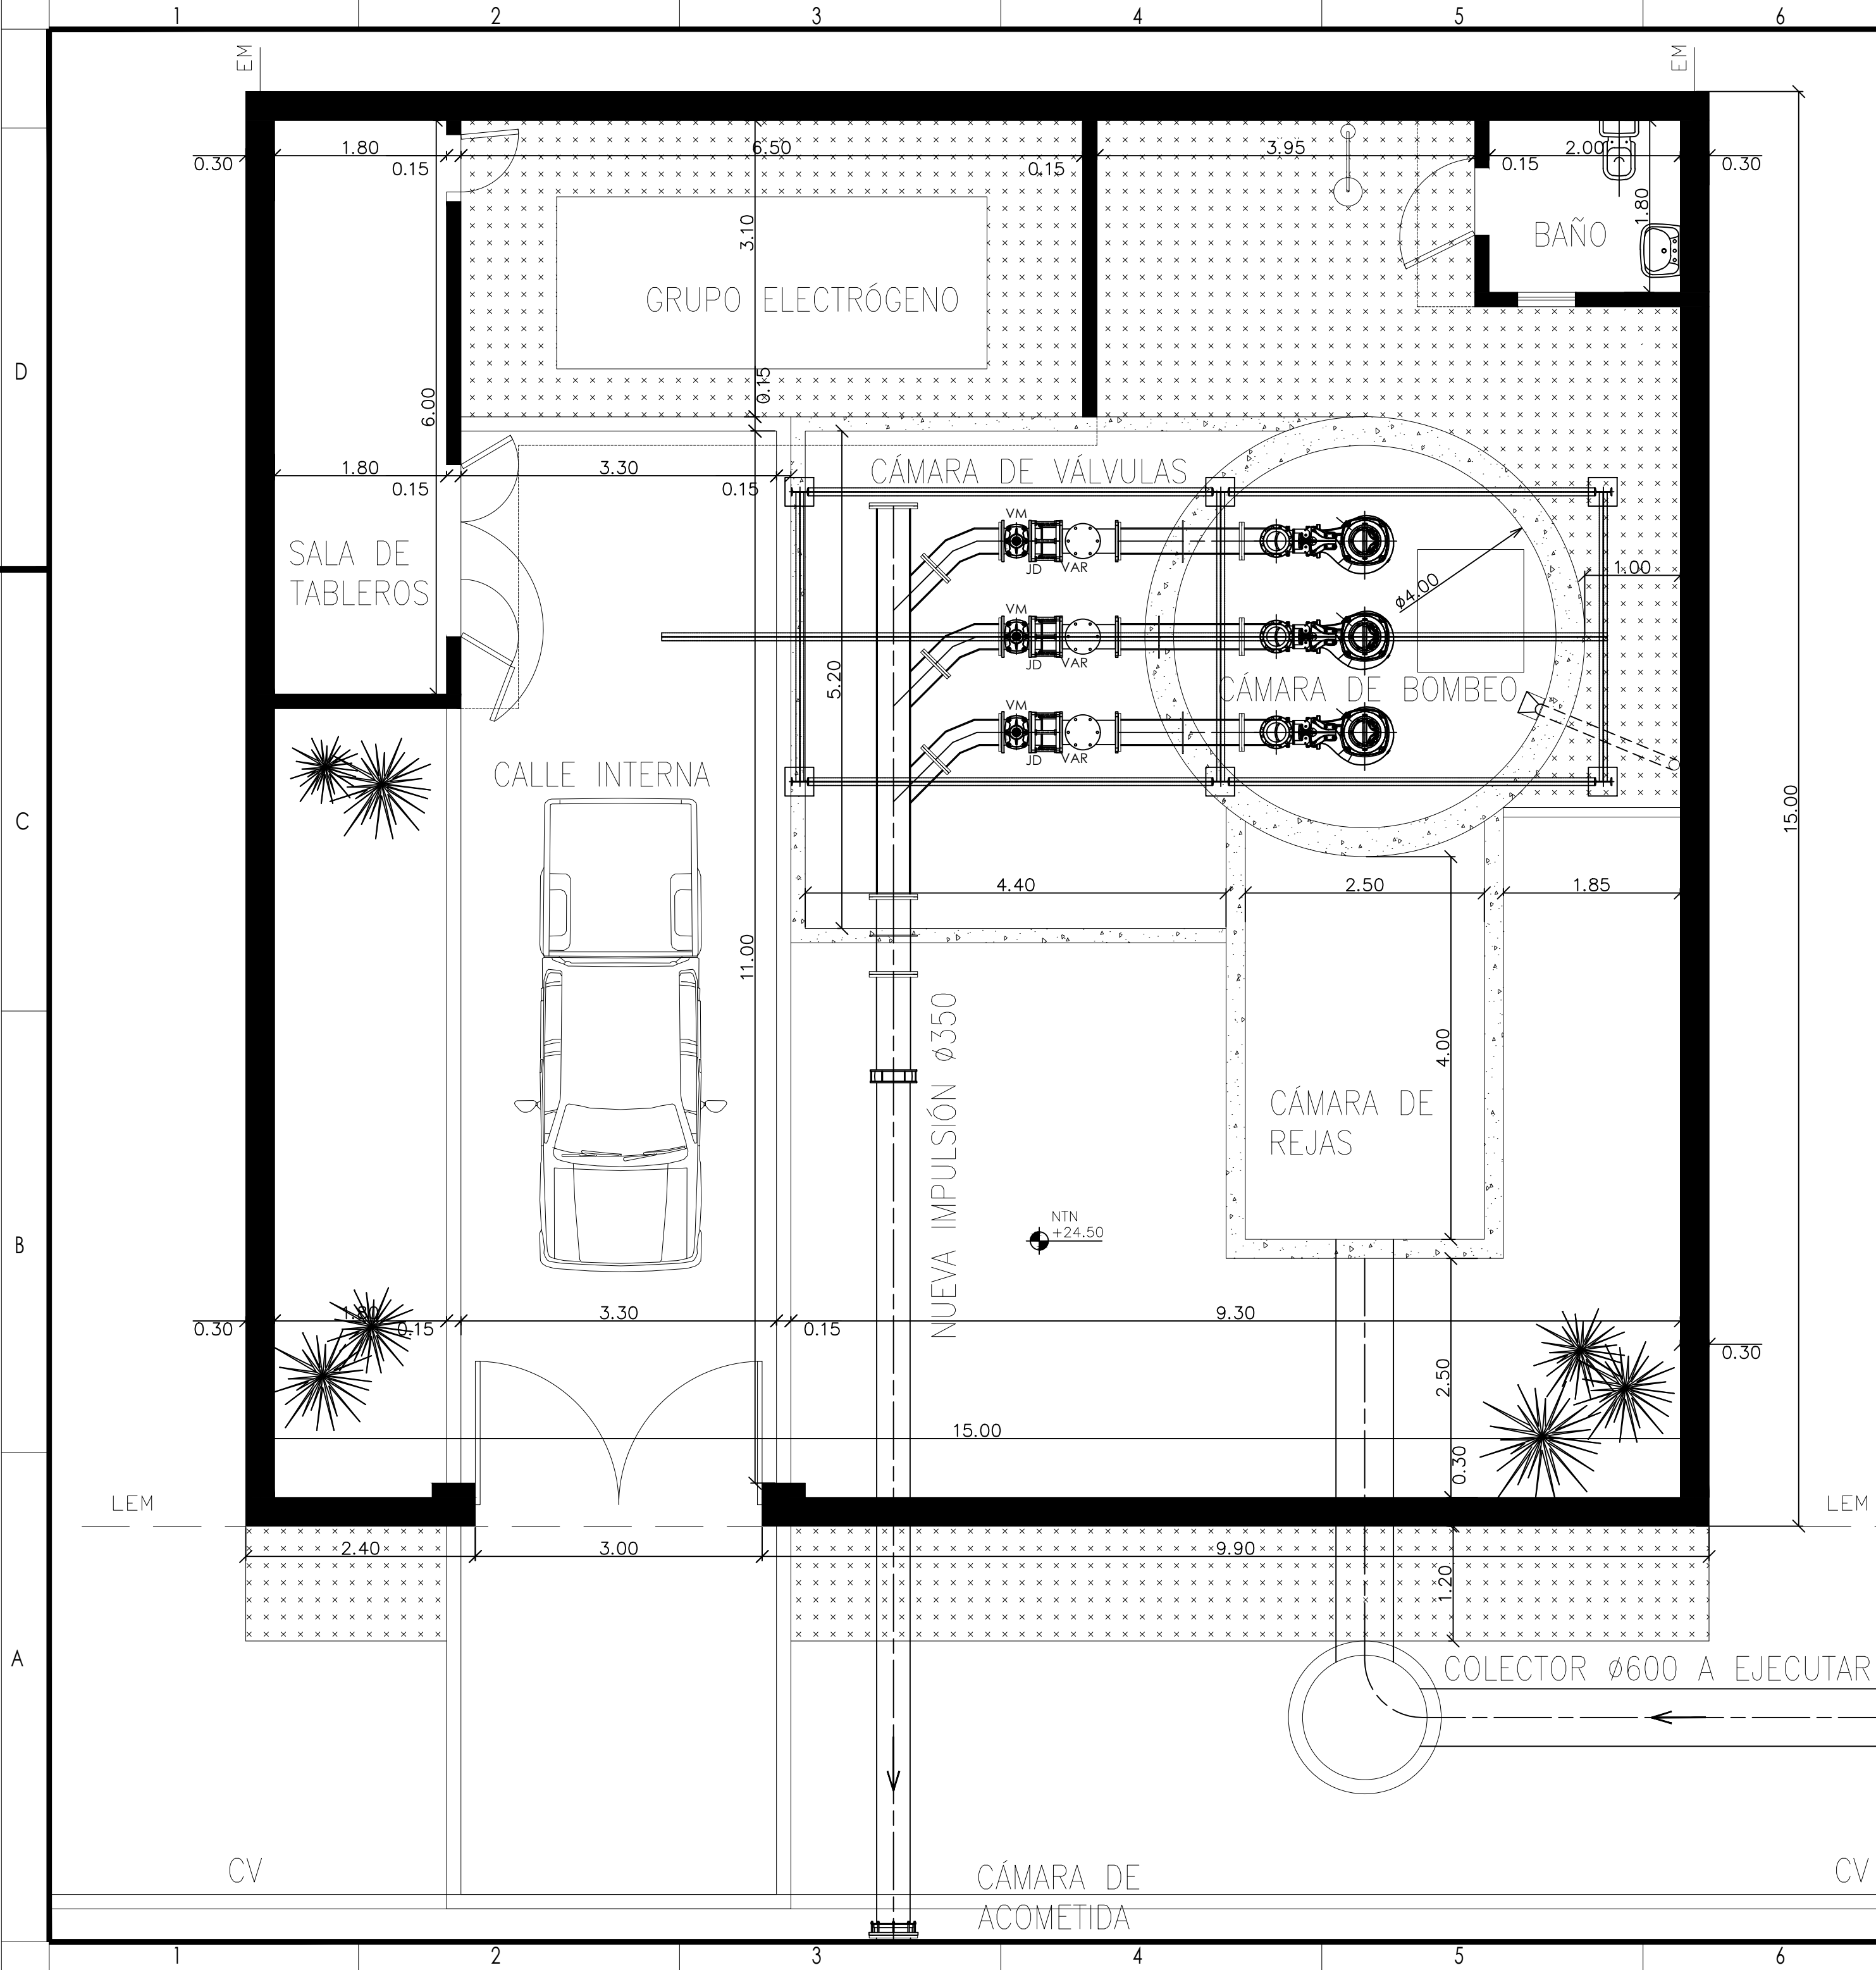 1 2 3 4 5 6
EM EM
1.80 6.50 3.95 2.00
0.30 0.15 0.15 0.15 0.30
1.80
3.10
BAÑO
GRUPO ELECTRÓGENO
D
0.15
6.00
1.80 3.30 CÁMARA DE VÁLVULAS
0.15 0.15
VM
JD VAR
SALA DE
TABLEROS
1.00
ø4.00
VM
JD VAR
5.20
CÁMARA DE BOMBEO
VM
JD VAR
CALLE INTERNA
C
15.00
4.40 2.50 1.85
11.00
NUEVA IMPULSIÓN ø350
4.00
CÁMARA DE
REJAS
NTN
+24.50
B
1.80 3.30 9.30
0.30 0.15 0.15 0.30
2.50
15.00
0.30
LEM LEM
2.40 3.00 9.90
1.20
A
COLECTOR ø600 A EJECUTAR
CV CV
CÁMARA DE
ACOMETIDA
1 2 3 4 5 6